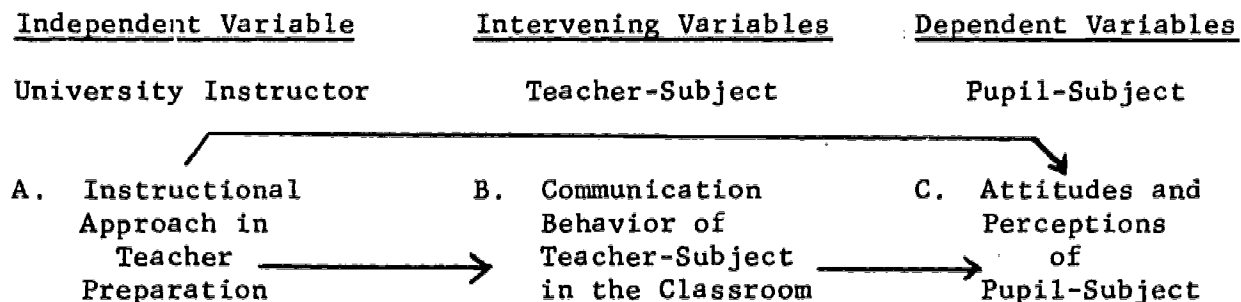 Independent Variable Intervening Variables Dependent Variables
University Instructor Teacher-Subject Pupil-Subject
A. Instructional B. Communication C. Attitudes and
Approach in Behavior of Perceptions
Teacher Teacher-Subject of
Preparation in the Classroom Pupil-Subject